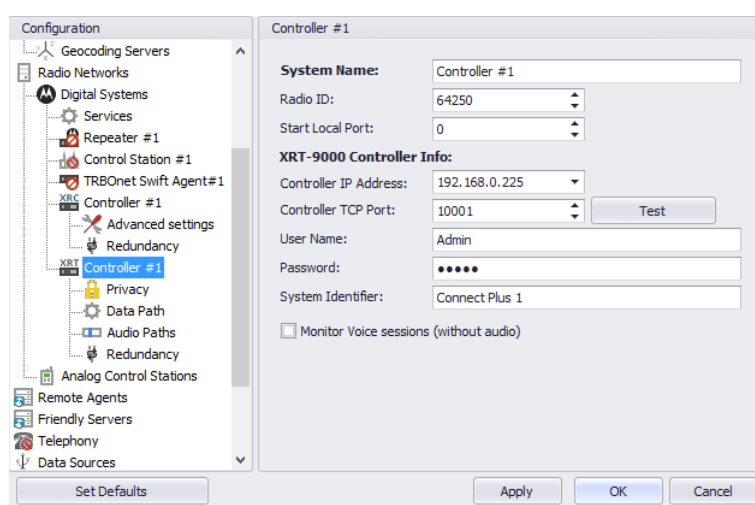 Configuration
Geocoding Servers
Radio Networks
Digital Systems
Services
Repeater #1
Control Station #1
TRBOnet Swift Agent#1
XRC Controller #1
Advanced settings
Redundancy
XRT Controller #1
Privacy
Data Path
Audio Paths
Redundancy
Analog Control Stations
Remote Agents
Friendly Servers
Telephony
Data Sources
Controller #1
System Name: Controller #1
Radio ID: 64250
Start Local Port: 0
XRT-9000 Controller Info:
Controller IP Address: 192.168.0.225
Controller TCP Port: 10001 Test
User Name: Admin
Password: •••••
System Identifier: Connect Plus 1
Monitor Voice sessions (without audio)
Set Defaults Apply OK Cancel